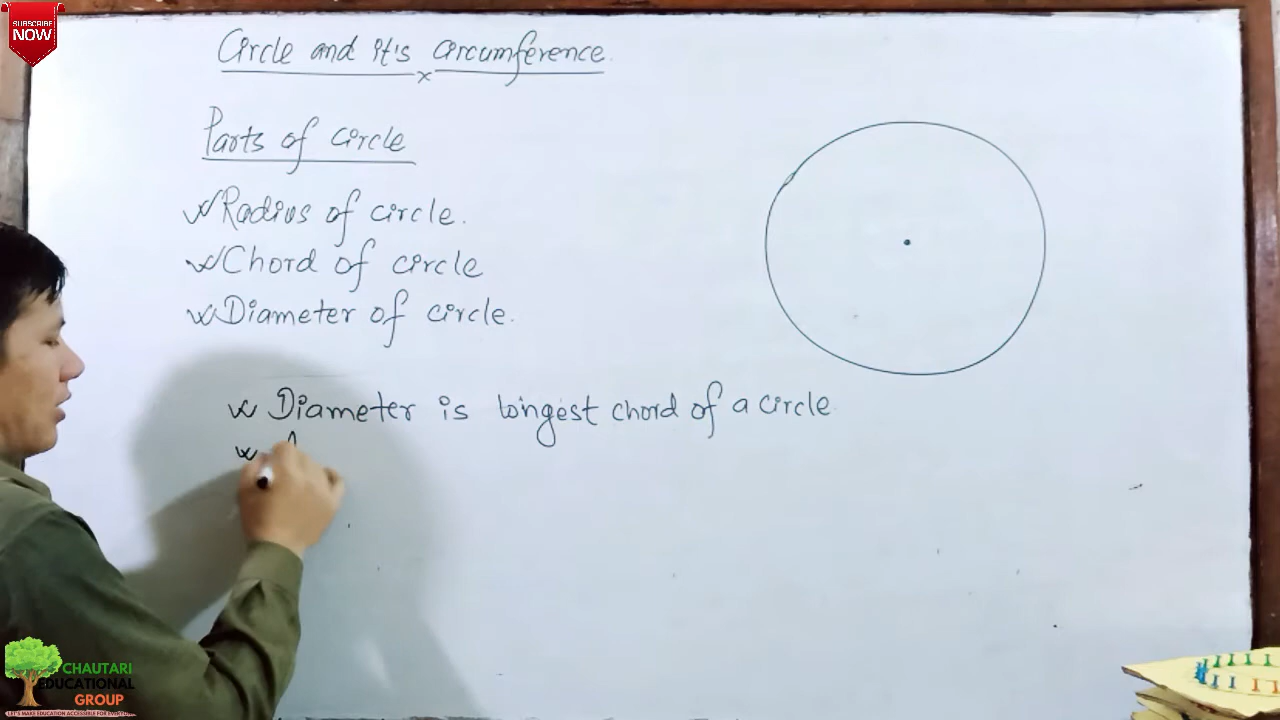 SUBSCRIBE
NOW
Circle and it's circumference.
x
Parts of circle
Radius of circle.
Chord of circle
Diameter of circle.
Diameter is longest chord of a circle.
CHAUTARI
EDUCATIONAL
GROUP